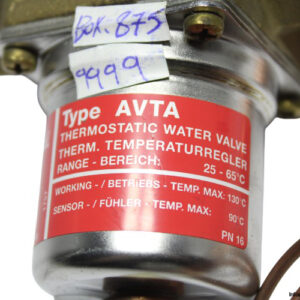 BOK. B75
9999
Type AVTA
THERMOSTATIC WATER VALVE
THERM. TEMPERATURREGLER
RANGE - BEREICH: 25 - 65°C
WORKING - / BETRIEBS - TEMP. MAX: 130°C
SENSOR - / FÜHLER - TEMP. MAX:
90°C
PN 16